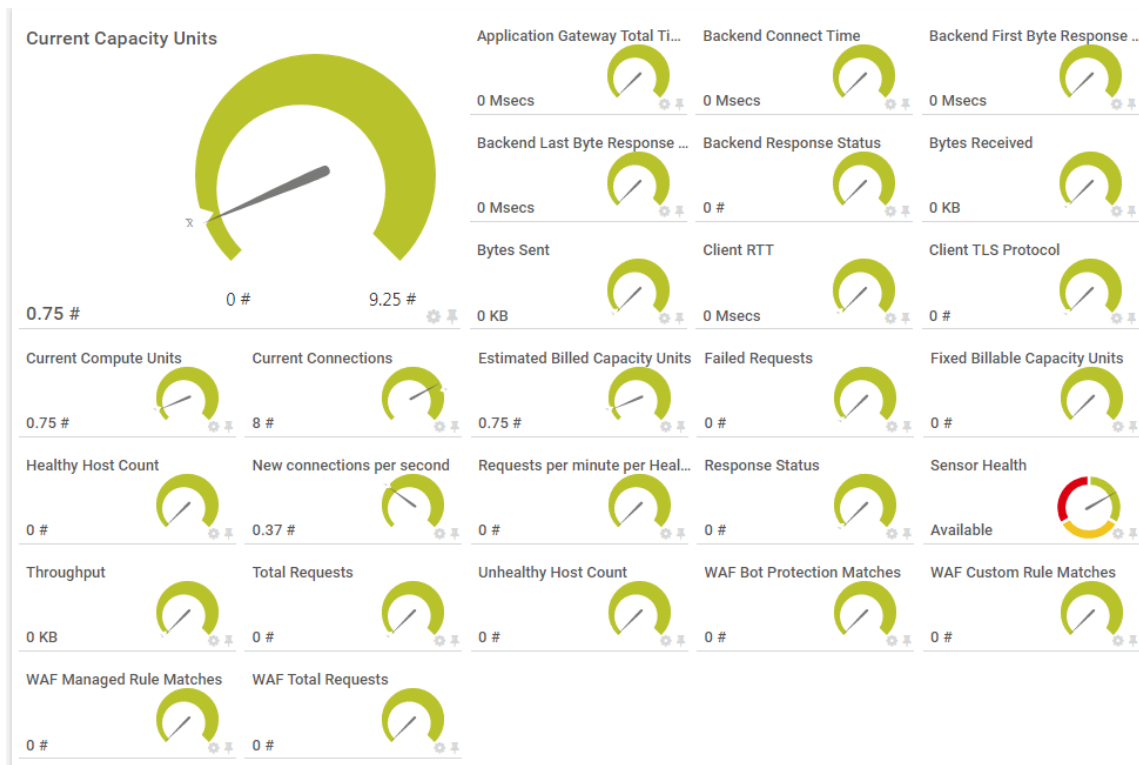 Current Capacity Units
0 #
9.25 #
0.75 #
Application Gateway Total Ti...
0 Msecs
Backend Connect Time
0 Msecs
Backend First Byte Response ...
0 Msecs
Backend Last Byte Response ...
0 Msecs
Backend Response Status
0 #
Bytes Received
0 KB
Bytes Sent
0 KB
Client RTT
0 Msecs
Client TLS Protocol
0 #
Current Compute Units
0.75 #
Current Connections
8 #
Estimated Billed Capacity Units
0.75 #
Failed Requests
0 #
Fixed Billable Capacity Units
0 #
Healthy Host Count
0 #
New connections per second
0.37 #
Requests per minute per Heal...
0 #
Response Status
0 #
Sensor Health
Available
Throughput
0 KB
Total Requests
0 #
Unhealthy Host Count
0 #
WAF Bot Protection Matches
0 #
WAF Custom Rule Matches
0 #
WAF Managed Rule Matches
0 #
WAF Total Requests
0 #